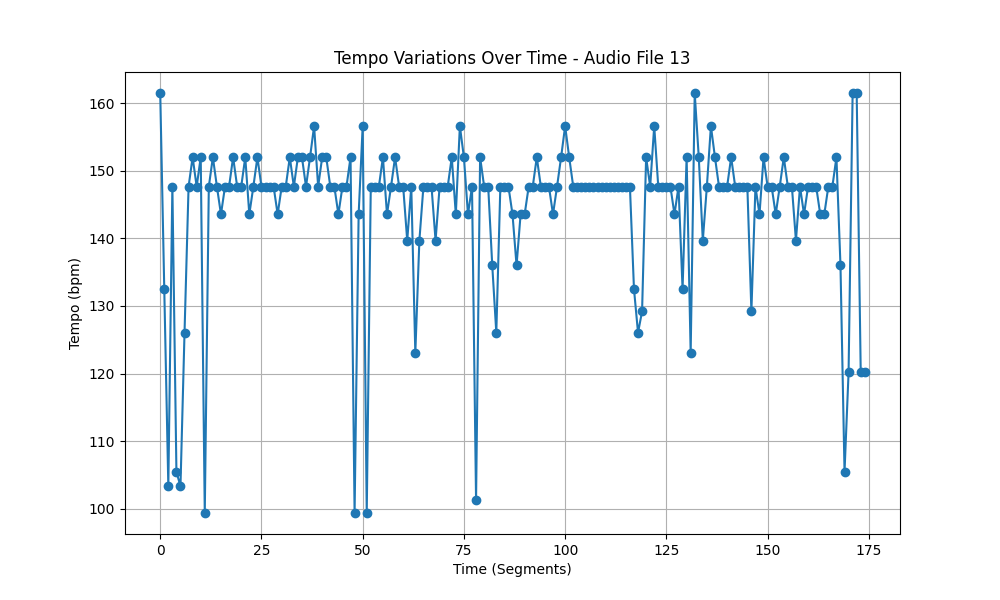 Tempo Variations Over Time - Audio File 13
Tempo (bpm)
160
150
140
130
120
110
100
0 25 50 75 100 125 150 175
Time (Segments)